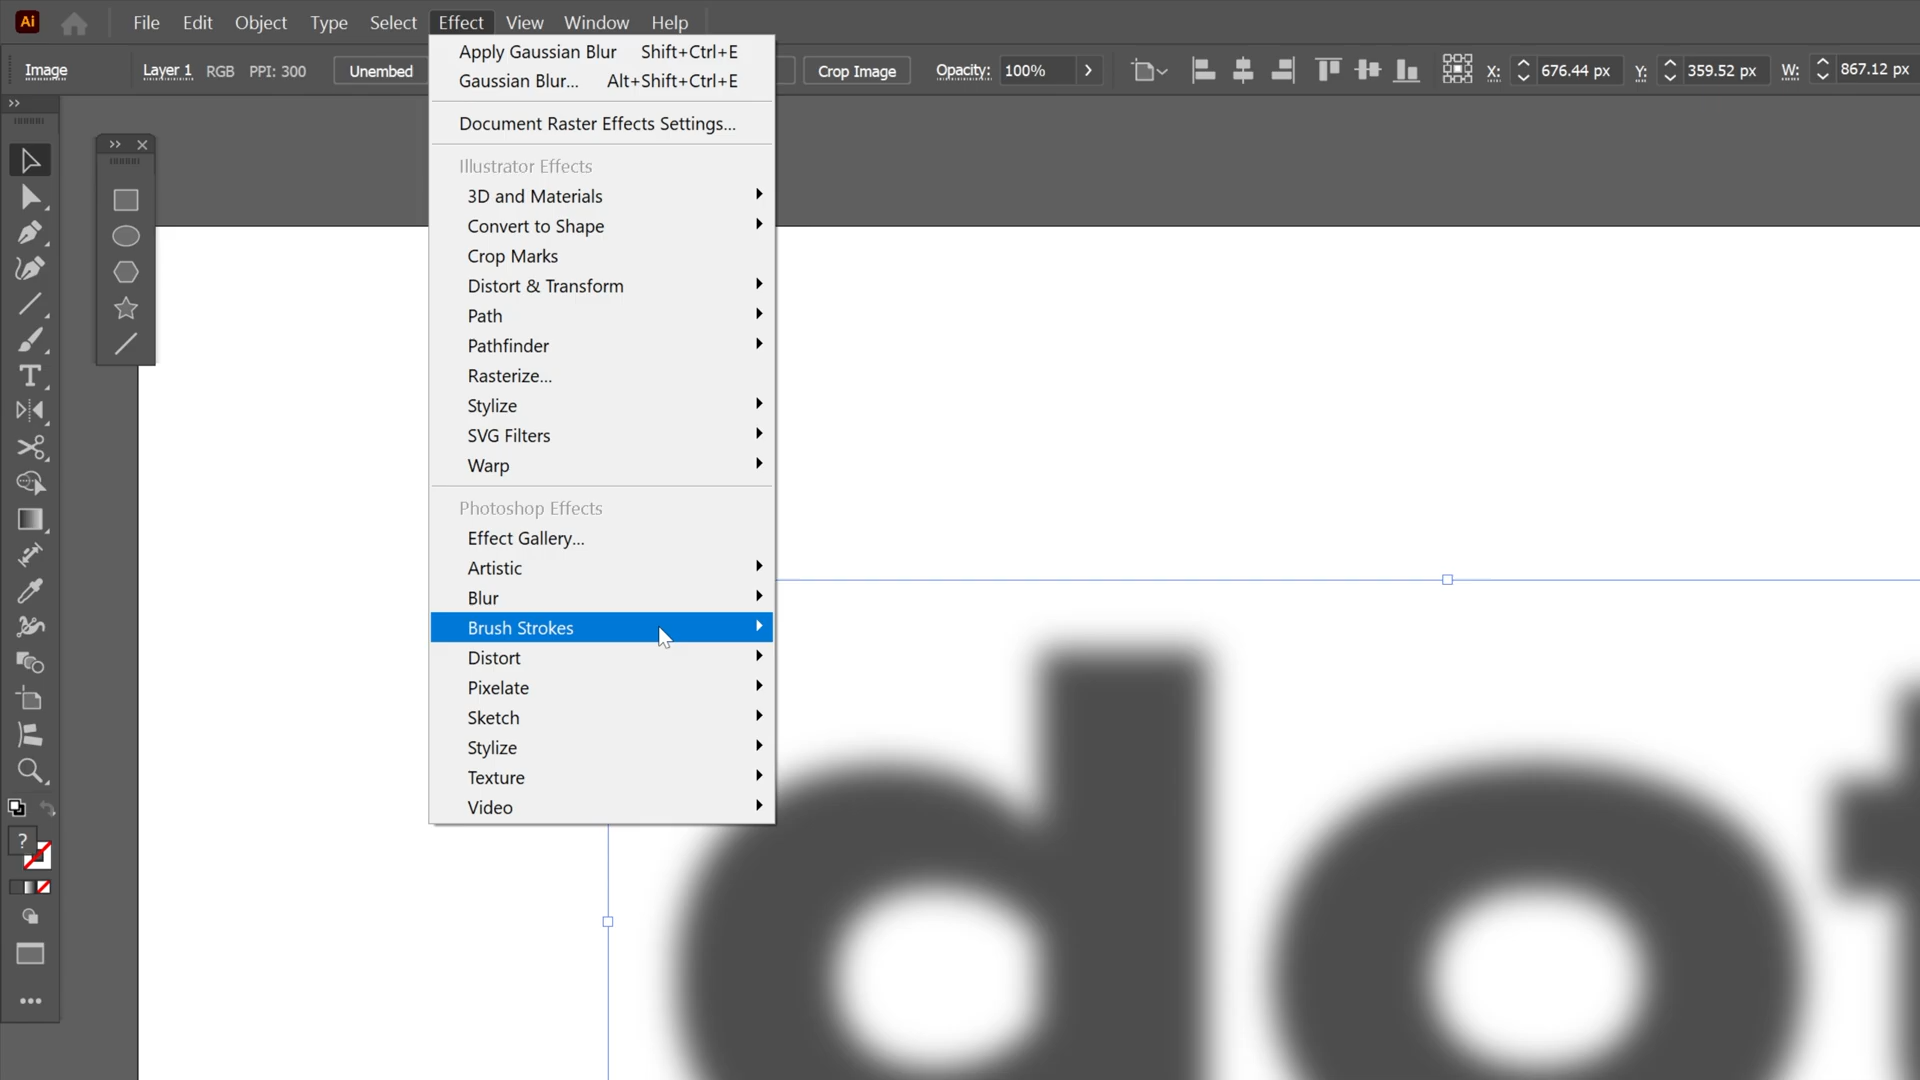 Ai File Edit Object Type Select Effect View Window Help
Image Layer 1 RGB PPI: 300 Unembed Crop Image Opacity: 100% X: 676.44 px Y: 359.52 px W: 867.12 px
Apply Gaussian Blur Shift+Ctrl+E
Gaussian Blur... Alt+Shift+Ctrl+E
Document Raster Effects Settings...
Illustrator Effects
3D and Materials
Convert to Shape
Crop Marks
Distort & Transform
Path
Pathfinder
Rasterize...
Stylize
SVG Filters
Warp
Photoshop Effects
Effect Gallery...
Artistic
Blur
Brush Strokes
Distort
Pixelate
Sketch
Stylize
Texture
Video
?
do